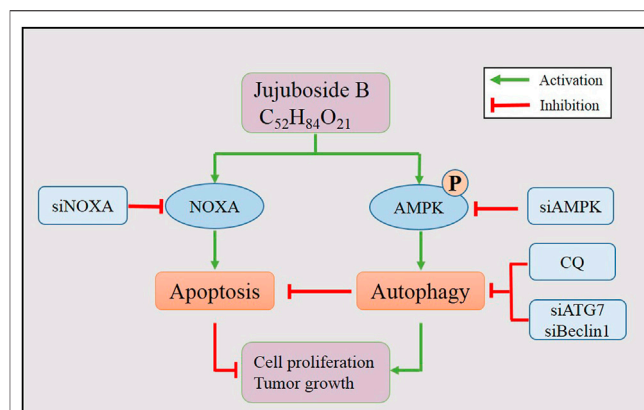 Jujuboside B
C₅₂H₈₄O₂₁
Activation
Inhibition
P
siNOXA
NOXA
AMPK
siAMPK
Apoptosis
Autophagy
CQ
siATG7
siBeclin1
Cell proliferation
Tumor growth